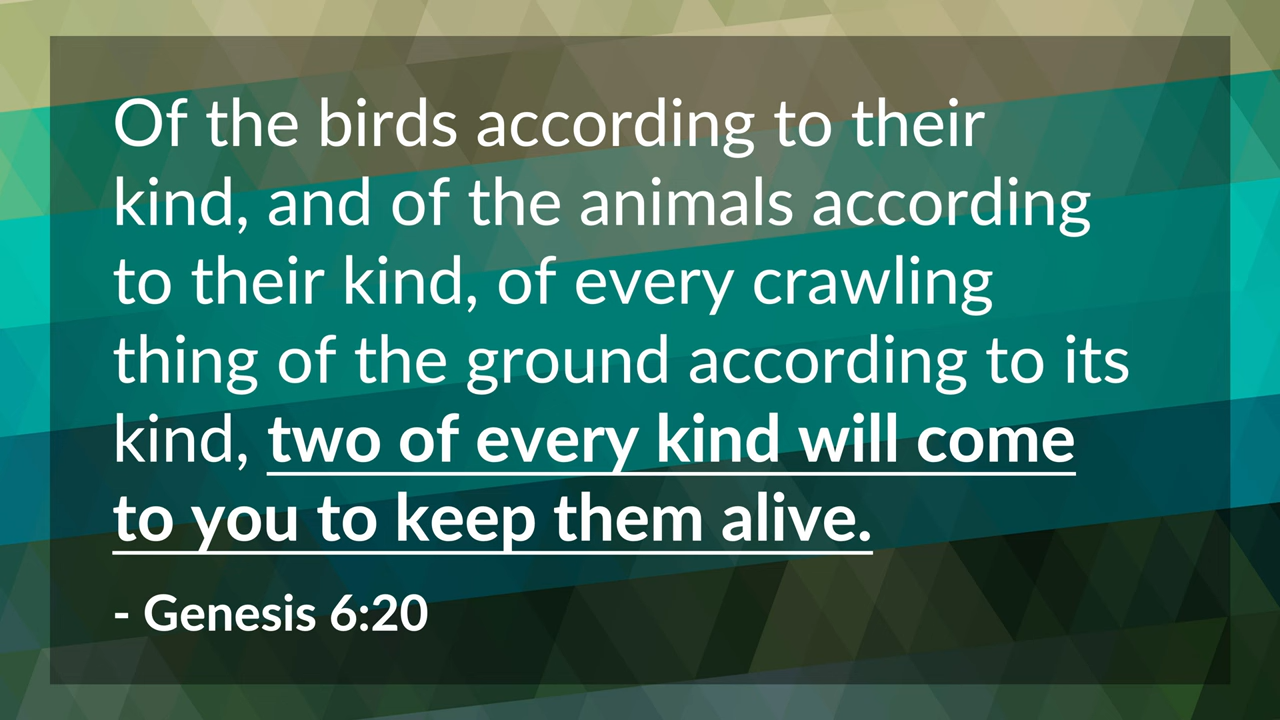 Of the birds according to their
kind, and of the animals according
to their kind, of every crawling
thing of the ground according to its
kind, two of every kind will come
to you to keep them alive.
- Genesis 6:20